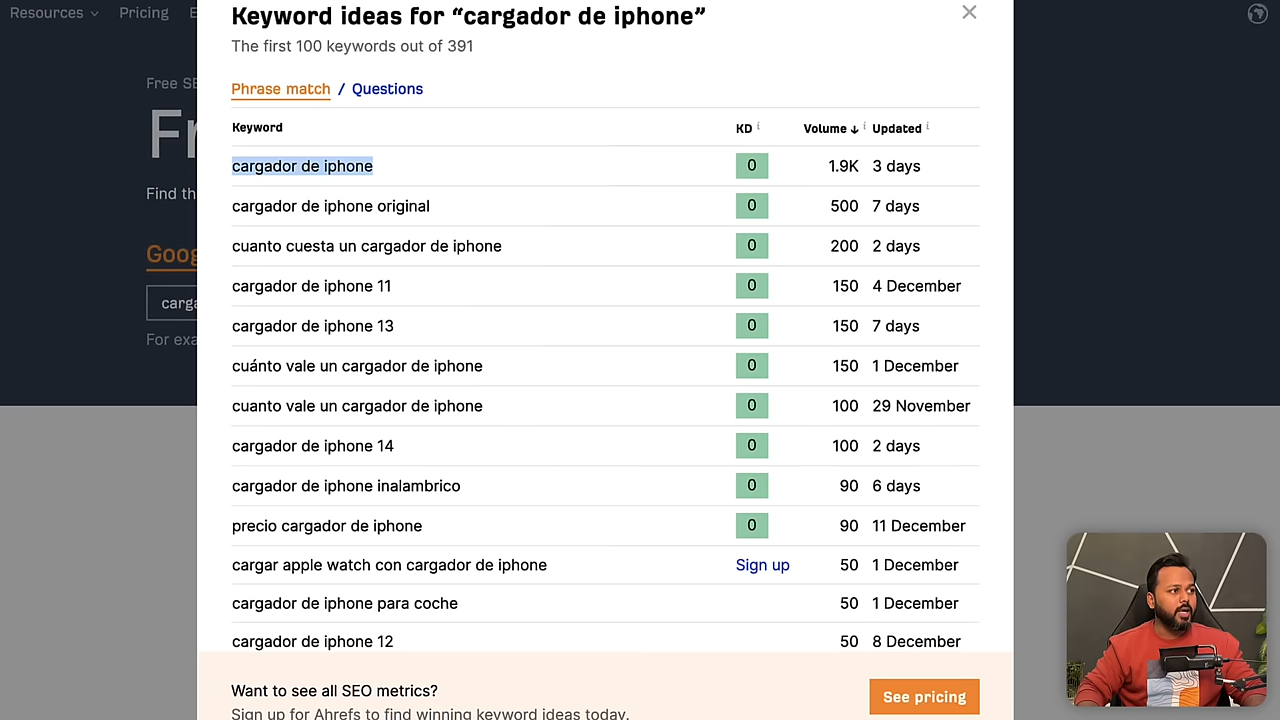 Resources Pricing E
Keyword ideas for “cargador de iphone”
The first 100 keywords out of 391
Free SE
Fr
Find th
Goog
carga
For exa
Phrase match / Questions
Keyword KD i Volume ↓ i Updated i
cargador de iphone 0 1.9K 3 days
cargador de iphone original 0 500 7 days
cuanto cuesta un cargador de iphone 0 200 2 days
cargador de iphone 11 0 150 4 December
cargador de iphone 13 0 150 7 days
cuánto vale un cargador de iphone 0 150 1 December
cuanto vale un cargador de iphone 0 100 29 November
cargador de iphone 14 0 100 2 days
cargador de iphone inalambrico 0 90 6 days
precio cargador de iphone 0 90 11 December
cargar apple watch con cargador de iphone Sign up 50 1 December
cargador de iphone para coche 50 1 December
cargador de iphone 12 50 8 December
Want to see all SEO metrics?
Sign up for Ahrefs to find winning keyword ideas today.
See pricing